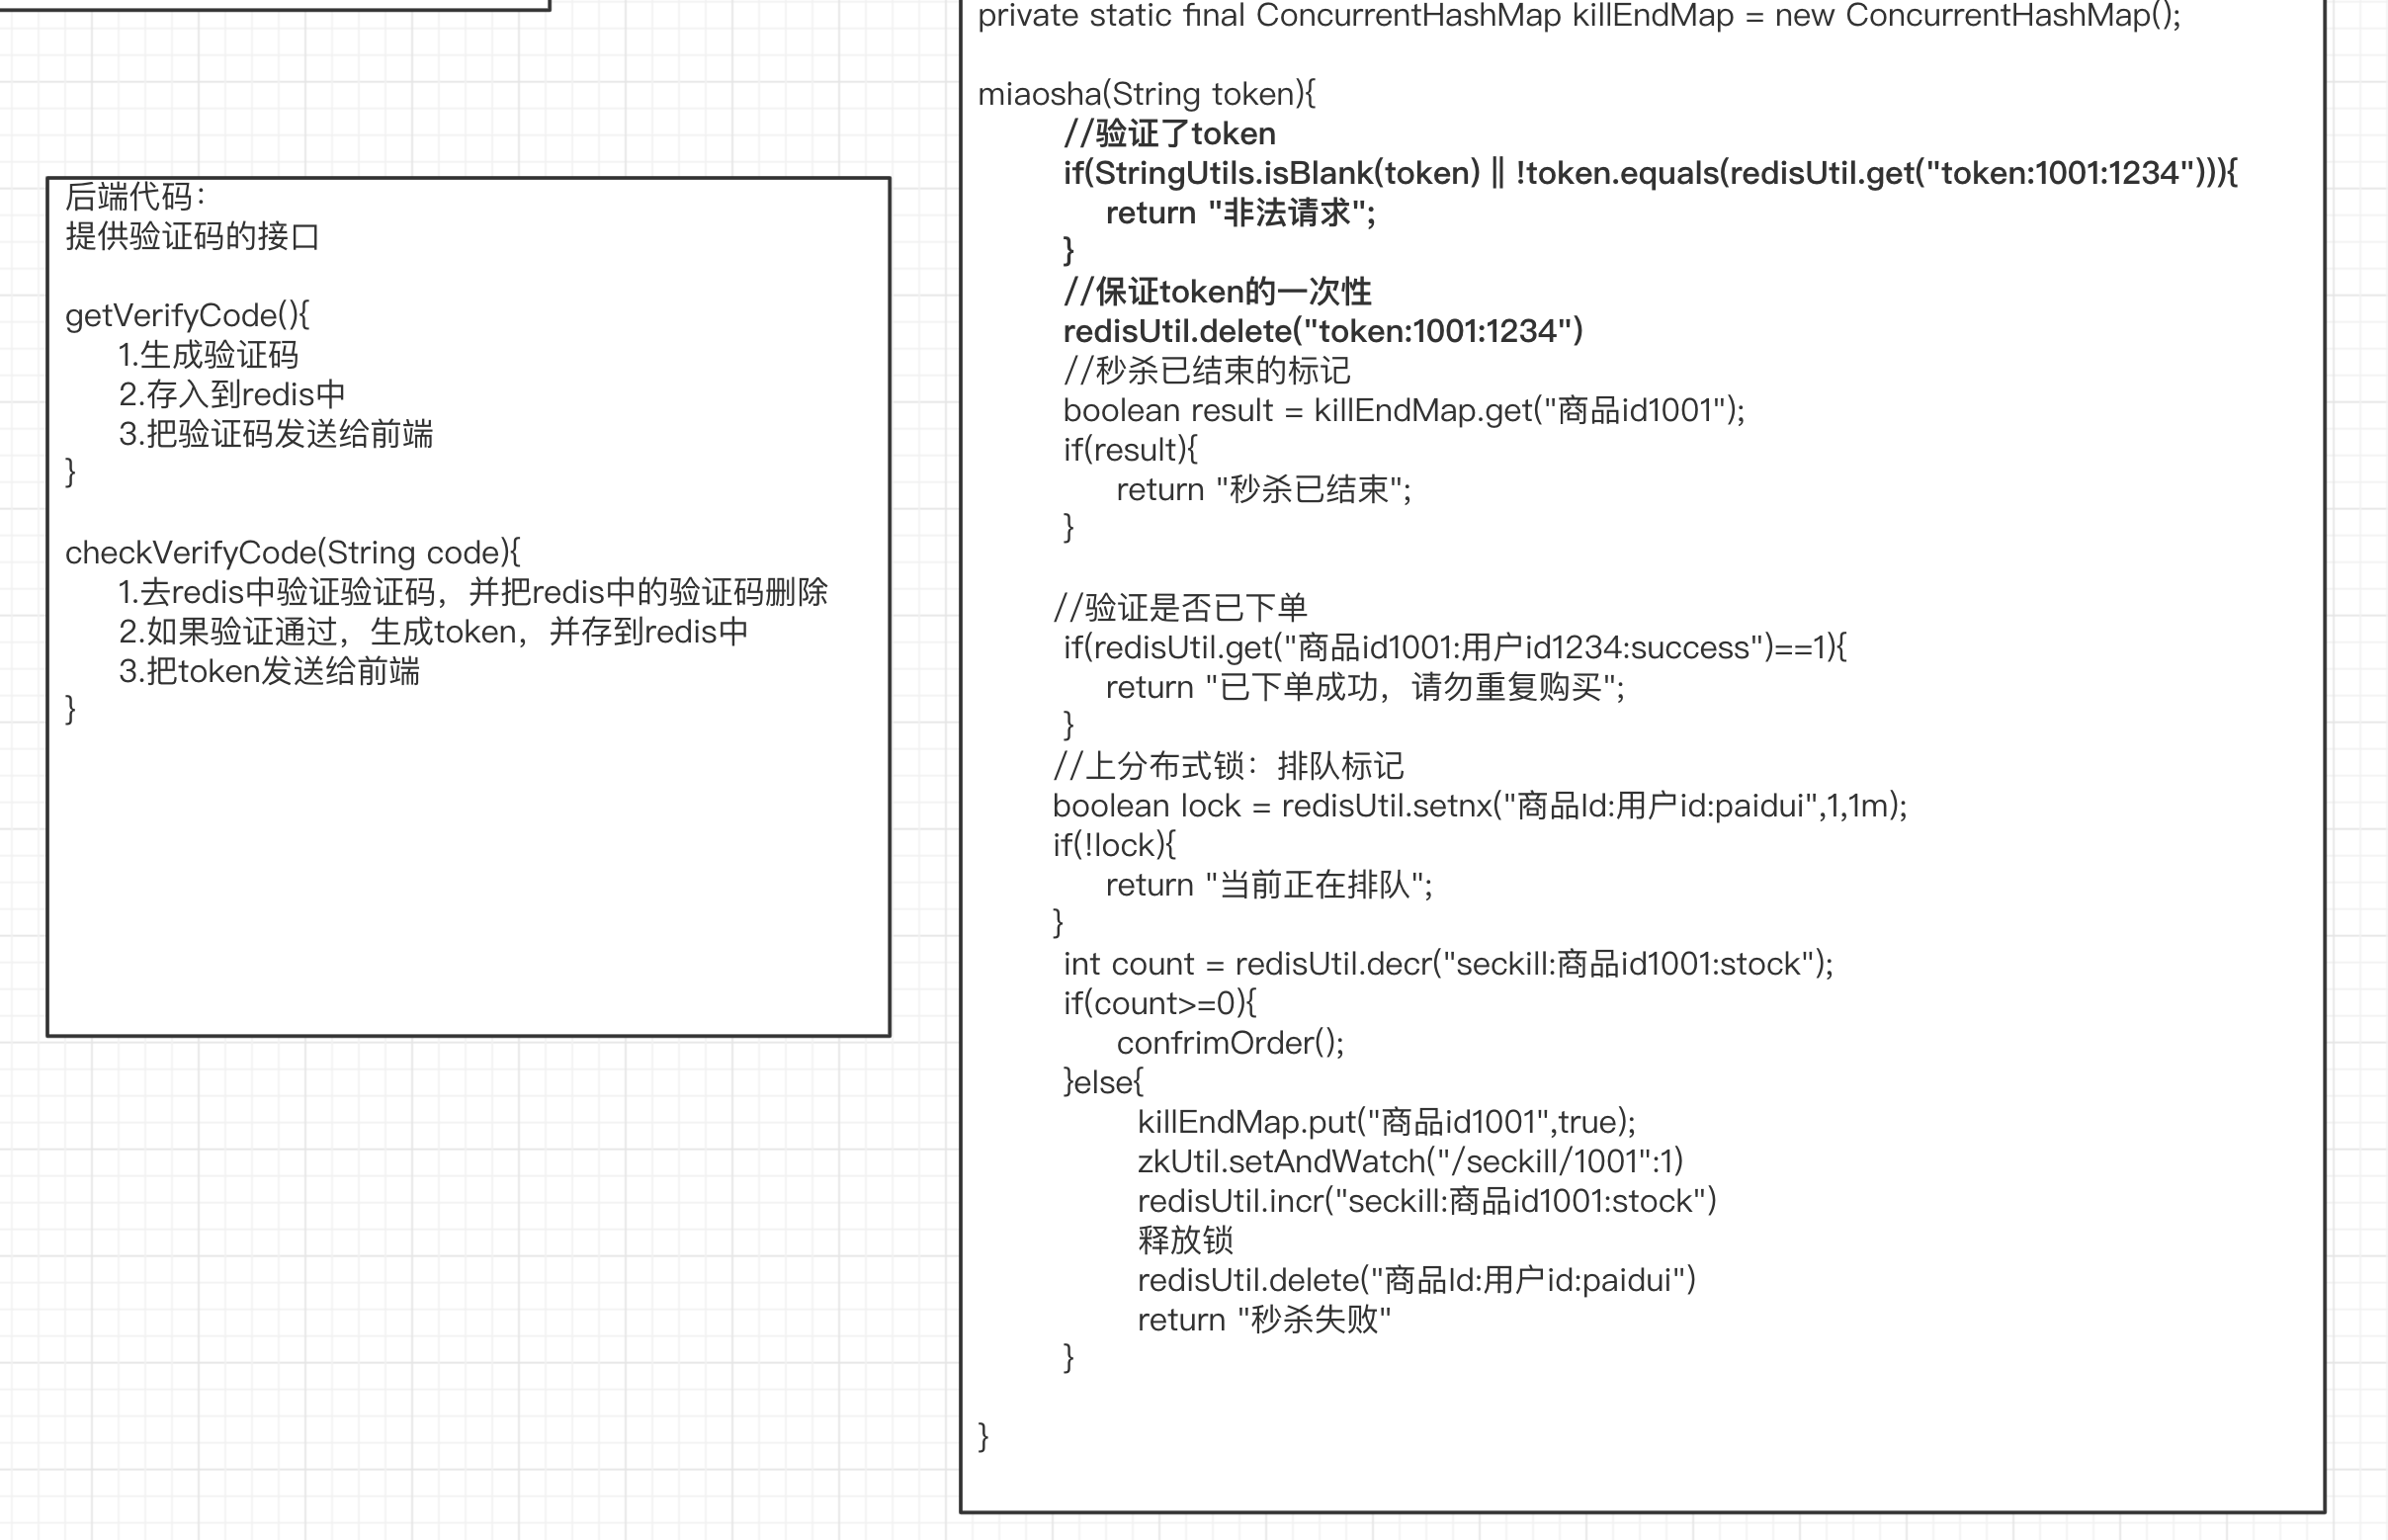 后端代码：
提供验证码的接口
getVerifyCode(){
1.生成验证码
2.存入到redis中
3.把验证码发送给前端
}
checkVerifyCode(String code){
1.去redis中验证验证码，并把redis中的验证码删除
2.如果验证通过，生成token，并存到redis中
3.把token发送给前端
}
private static final ConcurrentHashMap killEndMap = new ConcurrentHashMap();
miaosha(String token){
//验证了token
if(StringUtils.isBlank(token) || !token.equals(redisUtil.get("token:1001:1234"))){
return "非法请求";
}
//保证token的一次性
redisUtil.delete("token:1001:1234")
//秒杀已结束的标记
boolean result = killEndMap.get("商品id1001");
if(result){
return "秒杀已结束";
}
//验证是否已下单
if(redisUtil.get("商品id1001:用户id1234:success")==1){
return "已下单成功，请勿重复购买";
}
//上分布式锁：排队标记
boolean lock = redisUtil.setnx("商品Id:用户id:paidui",1,1m);
if(!lock){
return "当前正在排队";
}
int count = redisUtil.decr("seckill:商品id1001:stock");
if(count>=0){
confrimOrder();
}else{
killEndMap.put("商品id1001",true);
zkUtil.setAndWatch("/seckill/1001":1)
redisUtil.incr("seckill:商品id1001:stock")
释放锁
redisUtil.delete("商品Id:用户id:paidui")
return "秒杀失败"
}
}